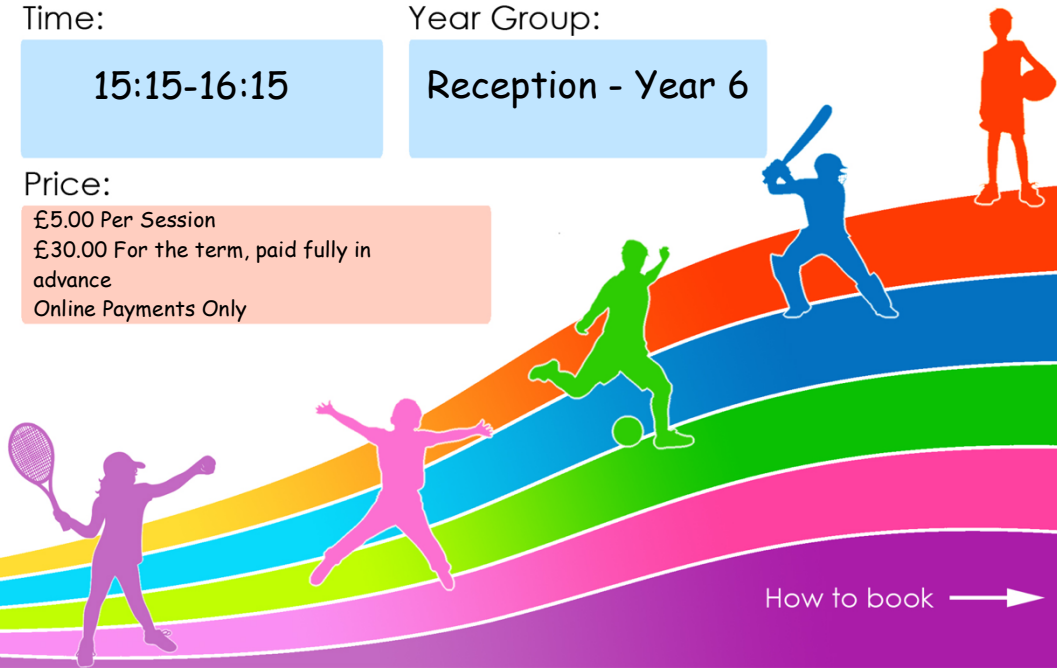 Time:
Year Group:
15:15-16:15
Reception - Year 6
Price:
£5.00 Per Session
£30.00 For the term, paid fully in
advance
Online Payments Only
How to book